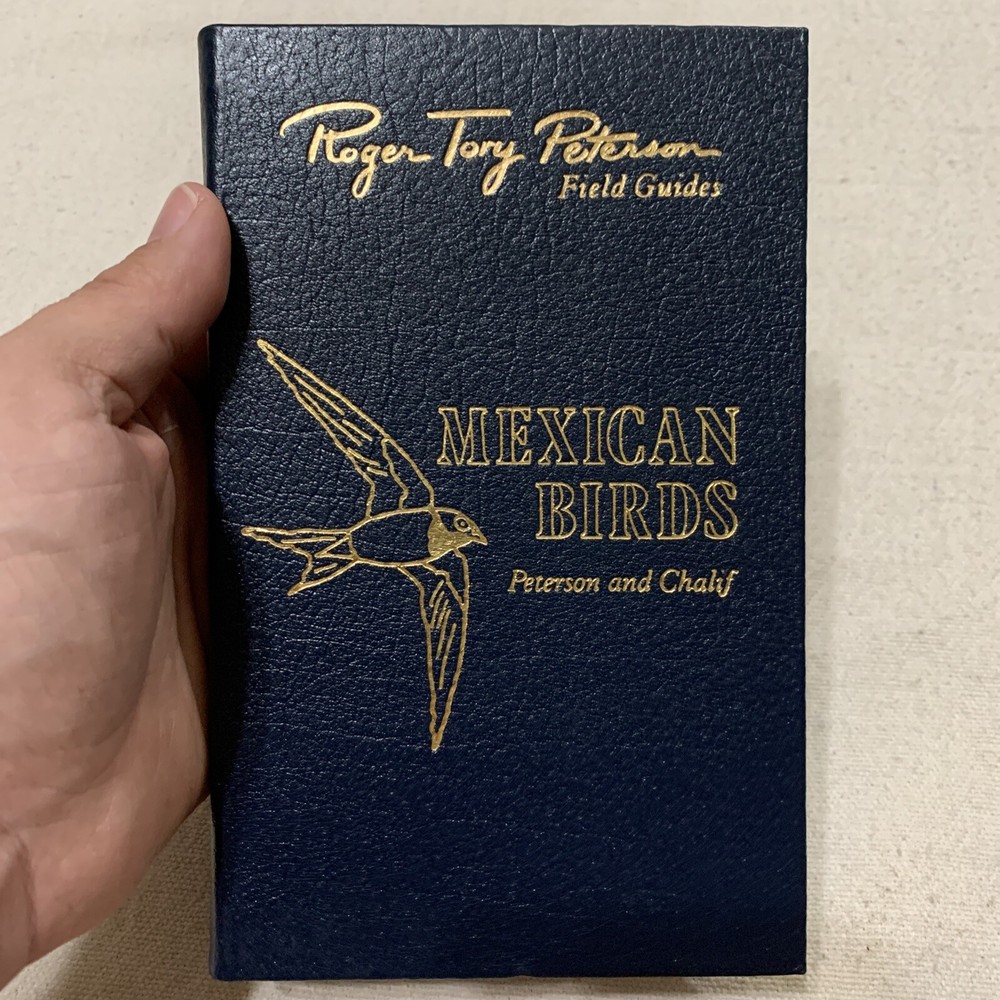 Roger Tory Peterson
Field Guides
MEXICAN
BIRDS
Peterson and Chalif